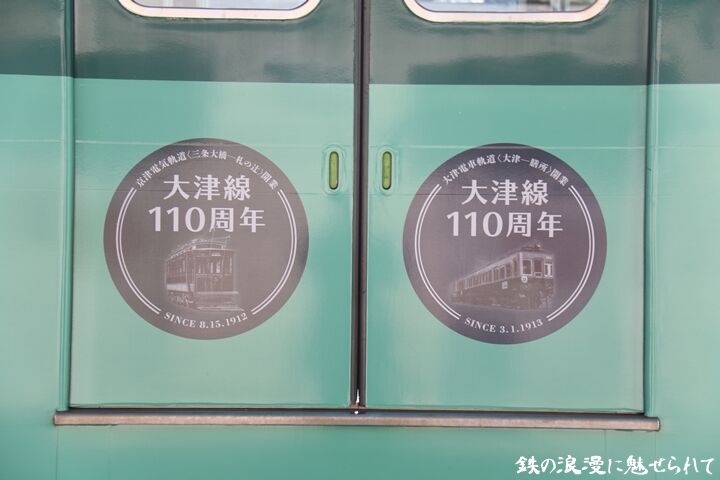 京津電気軌道〈三条大橋―札の辻〉開業
大津線
110周年
SINCE 8.15.1912
大津電車軌道〈大津―膳所〉開業
大津線
110周年
SINCE 3.1.1913
鉄の浪漫に魅せられて